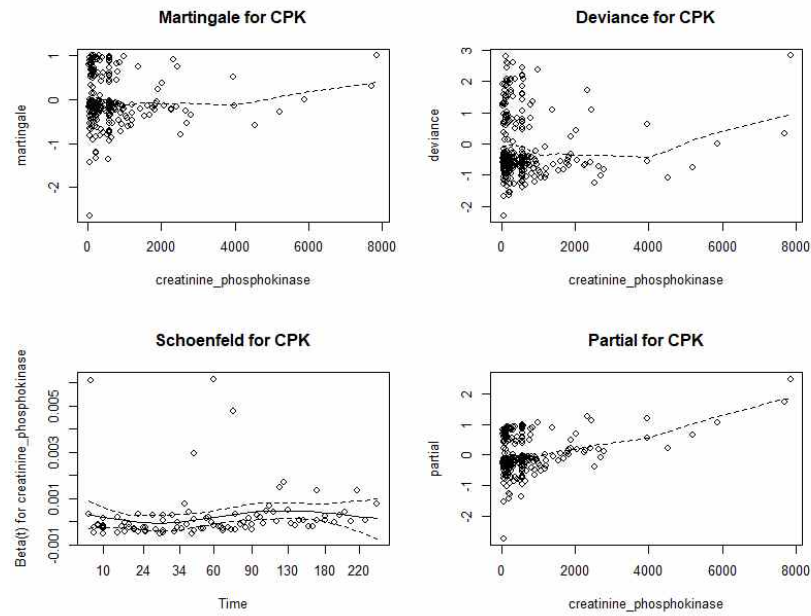 Martingale for CPK
martingale
1
0
-1
-2
0 2000 4000 6000 8000
creatinine_phosphokinase
Deviance for CPK
deviance
3
2
1
0
-1
-2
0 2000 4000 6000 8000
creatinine_phosphokinase
Schoenfeld for CPK
Beta(t) for creatinine_phosphokinase
0.005
0.003
0.001
-0.001
10 24 34 60 90 130 180 220
Time
Partial for CPK
partial
2
1
0
-1
-2
0 2000 4000 6000 8000
creatinine_phosphokinase